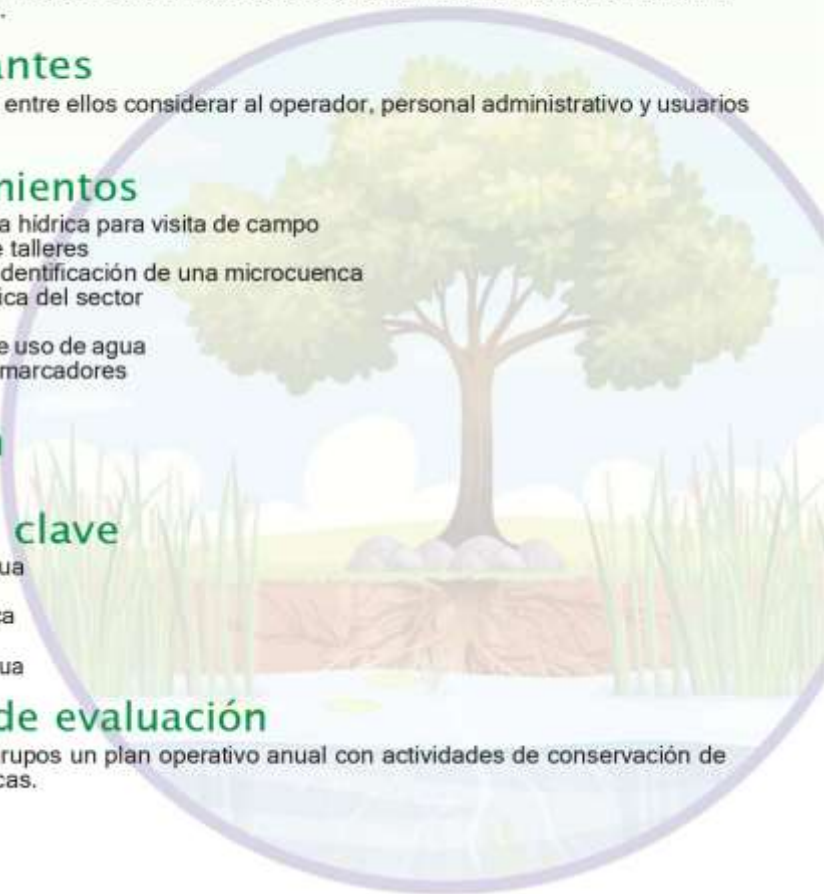 antes
entre ellos considerar al operador, personal administrativo y usuarios
mientos
a hídrica para visita de campo
e talleres
identificación de una microcuenca
ica del sector
e uso de agua
marcadores
clave
ua
ca
ua
de evaluación
rupos un plan operativo anual con actividades de conservación de
cas.